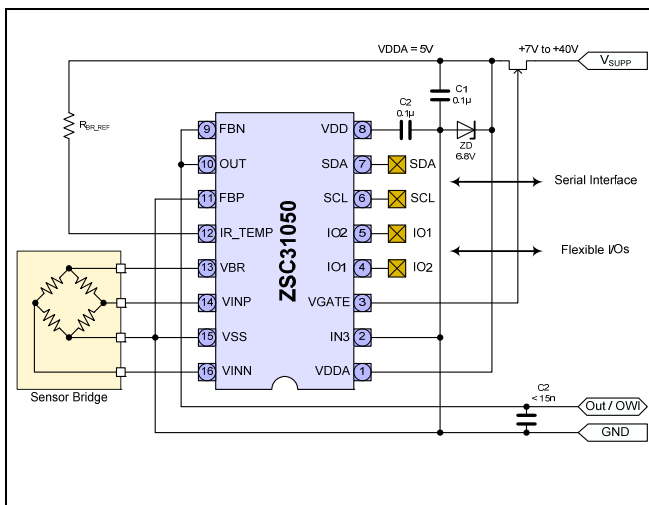 VDDA = 5V
+7V to +40V
VSUPP
C1
0.1µ
C2
0.1µ
RBR_REF
9 FBN
VDD 8
ZD
6.8V
10 OUT
SDA 7
SDA
11 FBP
SCL 6
SCL
Serial Interface
12 IR_TEMP
IO2 5
IO1
13 VBR
IO1 4
IO2
Flexible I/Os
14 VINP
VGATE 3
15 VSS
IN3 2
16 VINN
VDDA 1
ZSC31050
Sensor Bridge
C2
< 15n
Out / OWI
GND